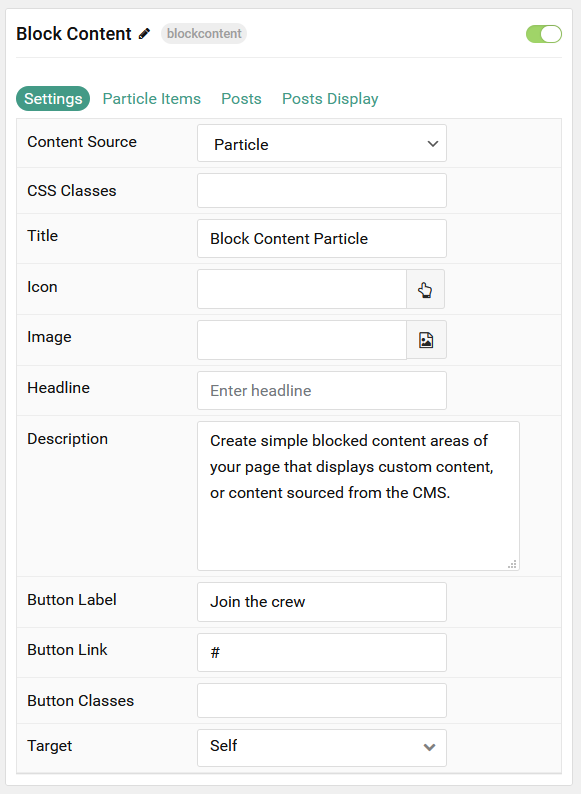 Block Content blockcontent
Settings Particle Items Posts Posts Display
Content Source Particle
CSS Classes
Title Block Content Particle
Icon
Image
Headline Enter headline
Description Create simple blocked content areas of
your page that displays custom content,
or content sourced from the CMS.
Button Label Join the crew
Button Link #
Button Classes
Target Self